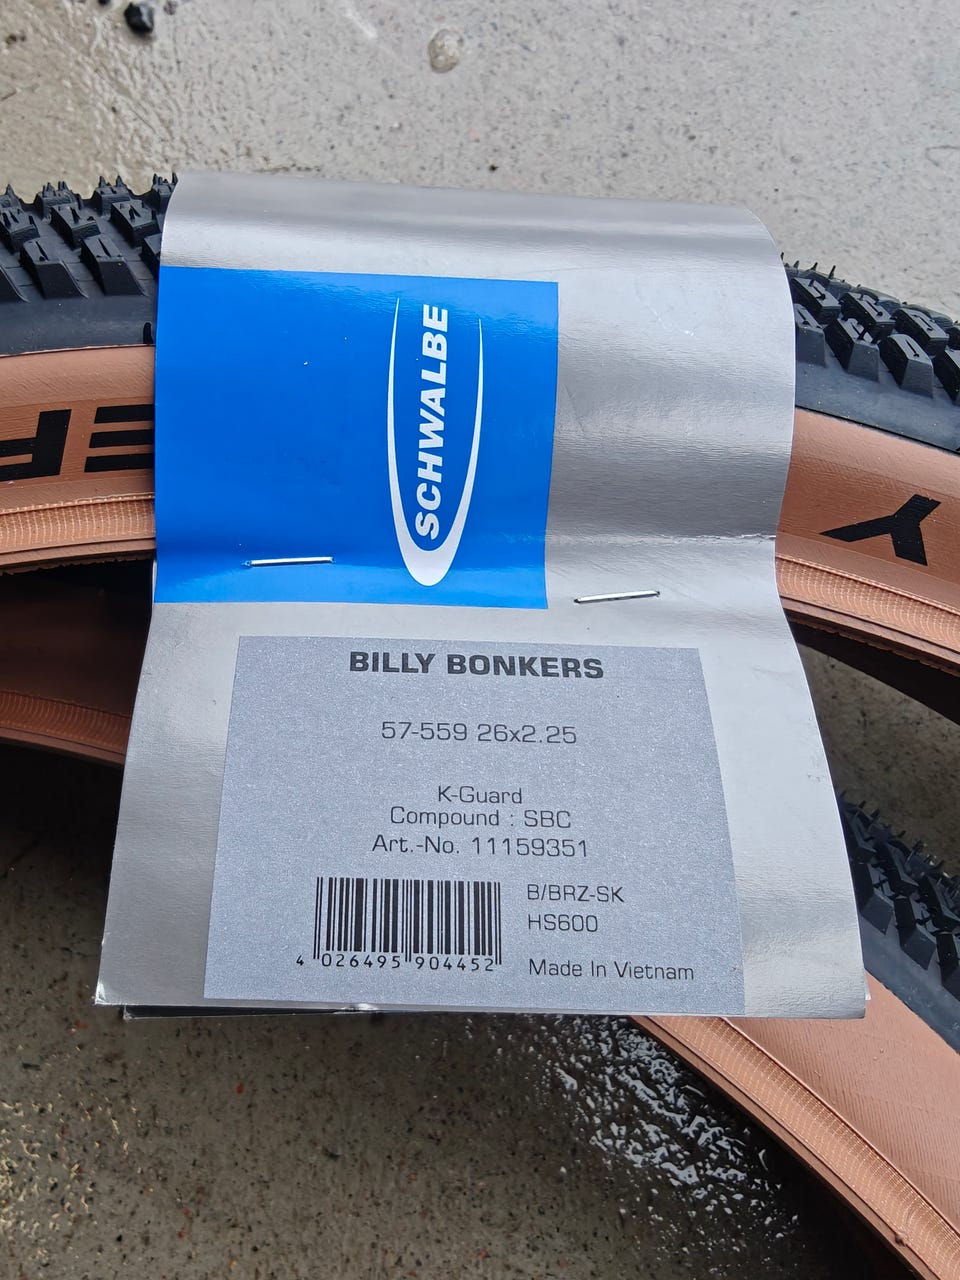 SCHWALBE
BILLY BONKERS
57-559 26x2.25
K-Guard
Compound : SBC
Art.-No. 11159351
B/BRZ-SK
HS600
4 026495 904452
Made In Vietnam
Y